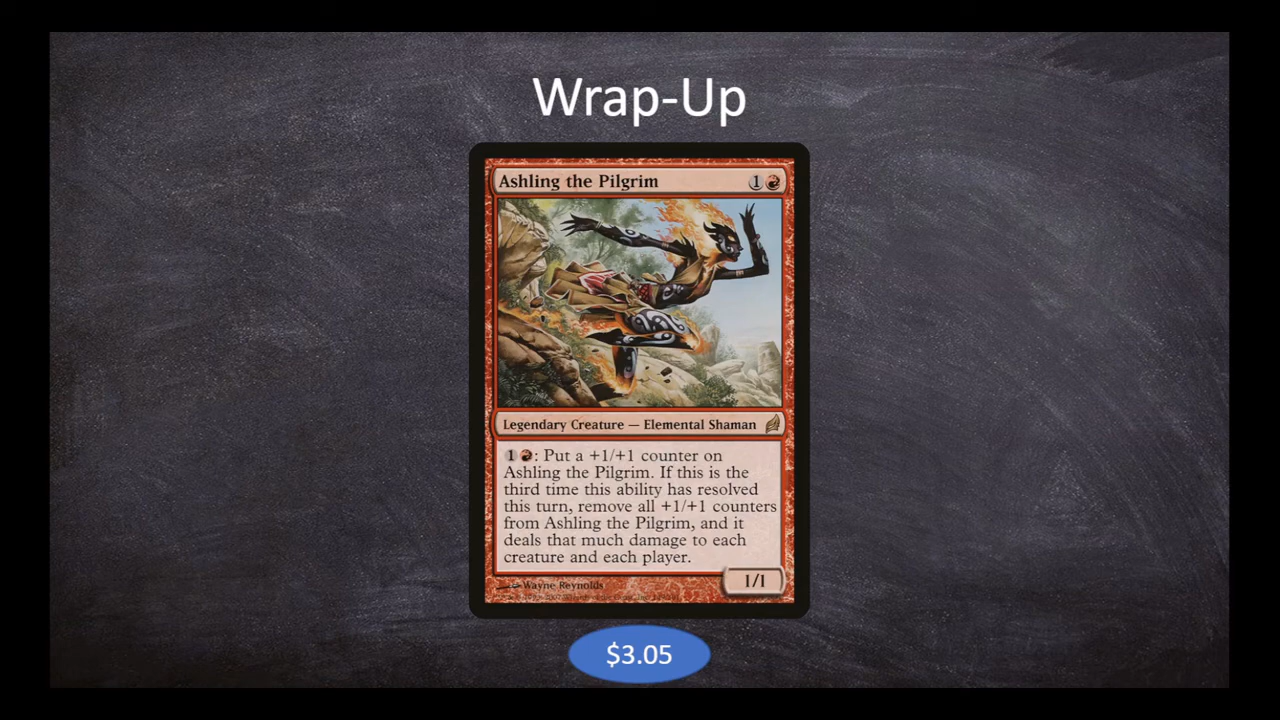 Wrap-Up
Ashling the Pilgrim 1
Legendary Creature — Elemental Shaman
1 : Put a +1/+1 counter on
Ashling the Pilgrim. If this is the
third time this ability has resolved
this turn, remove all +1/+1 counters
from Ashling the Pilgrim, and it
deals that much damage to each
creature and each player.
1/1
Wayne Reynolds
$3.05